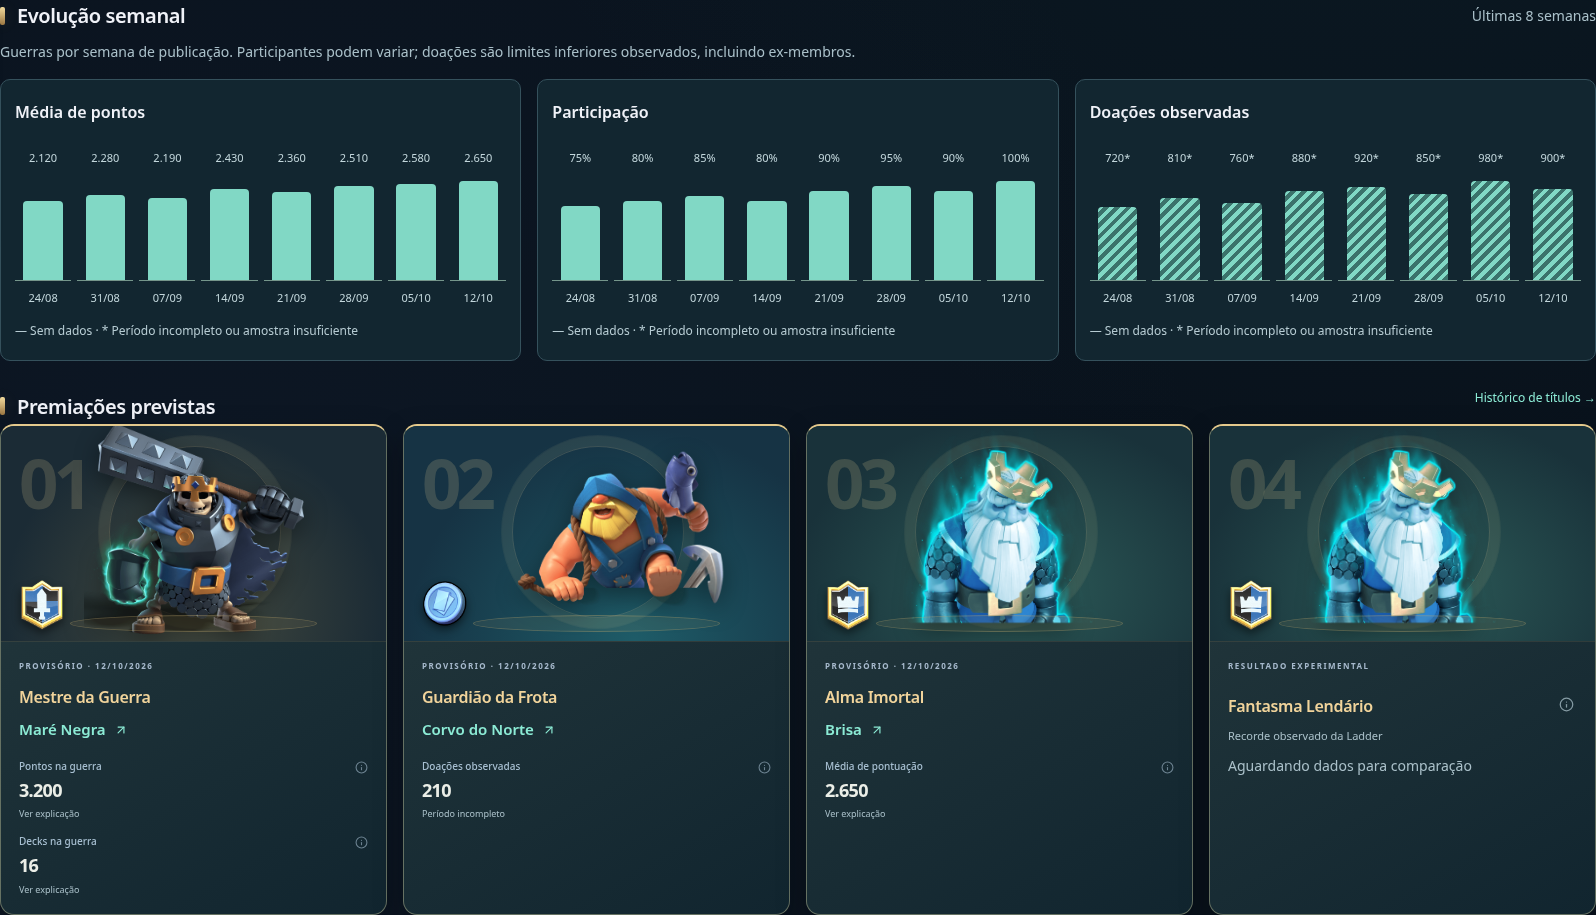 Evolução semanal
Últimas 8 semanas
Guerras por semana de publicação. Participantes podem variar; doações são limites inferiores observados, incluindo ex-membros.
Média de pontos
2.120 2.280 2.190 2.430 2.360 2.510 2.580 2.650
24/08 31/08 07/09 14/09 21/09 28/09 05/10 12/10
— Sem dados · * Período incompleto ou amostra insuficiente
Participação
75% 80% 85% 80% 90% 95% 90% 100%
24/08 31/08 07/09 14/09 21/09 28/09 05/10 12/10
— Sem dados · * Período incompleto ou amostra insuficiente
Doações observadas
720* 810* 760* 880* 920* 850* 980* 900*
24/08 31/08 07/09 14/09 21/09 28/09 05/10 12/10
— Sem dados · * Período incompleto ou amostra insuficiente
Premiações previstas
Histórico de títulos →
01
PROVISÓRIO · 12/10/2026
Mestre da Guerra
Maré Negra
Pontos na guerra
3.200
Ver explicação
Decks na guerra
16
Ver explicação
02
PROVISÓRIO · 12/10/2026
Guardião da Frota
Corvo do Norte
Doações observadas
210
Período incompleto
03
PROVISÓRIO · 12/10/2026
Alma Imortal
Brisa
Média de pontuação
2.650
Ver explicação
04
RESULTADO EXPERIMENTAL
Fantasma Lendário
Recorde observado da Ladder
Aguardando dados para comparação